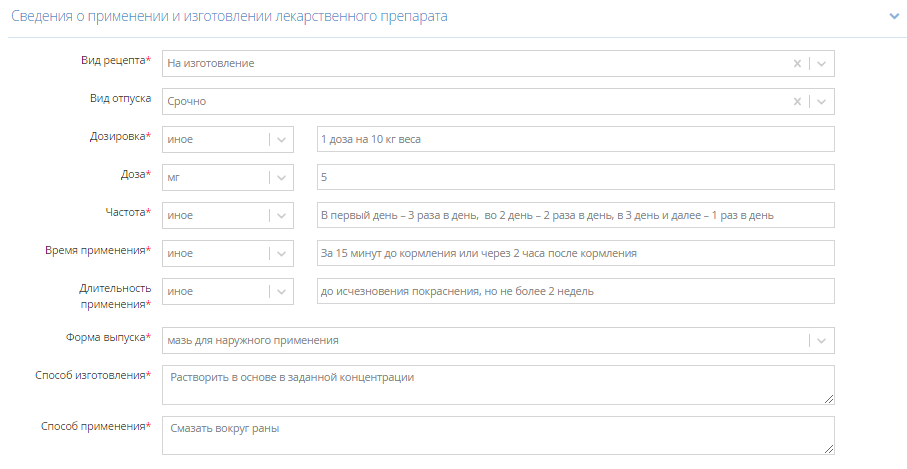 Сведения о применении и изготовлении лекарственного препарата
Вид рецепта* На изготовление
Вид отпуска Срочно
Дозировка* иное 1 доза на 10 кг веса
Доза* мг 5
Частота* иное В первый день – 3 раза в день, во 2 день – 2 раза в день, в 3 день и далее – 1 раз в день
Время применения* иное За 15 минут до кормления или через 2 часа после кормления
Длительность
применения* иное до исчезновения покраснения, но не более 2 недель
Форма выпуска* мазь для наружного применения
Способ изготовления* Растворить в основе в заданной концентрации
Способ применения* Смазать вокруг раны